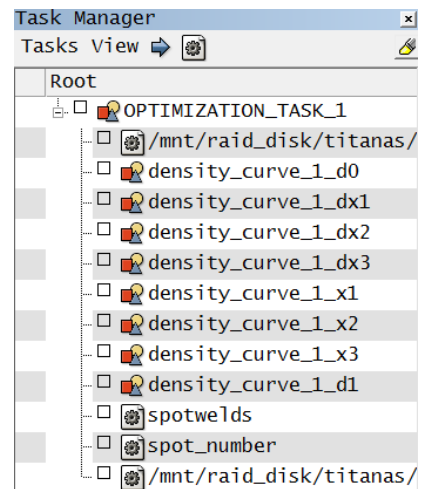 Task Manager
Tasks View
Root
OPTIMIZATION_TASK_1
/mnt/raid_disk/titanas/
density_curve_1_d0
density_curve_1_dx1
density_curve_1_dx2
density_curve_1_dx3
density_curve_1_x1
density_curve_1_x2
density_curve_1_x3
density_curve_1_d1
spotwelds
spot_number
/mnt/raid_disk/titanas/